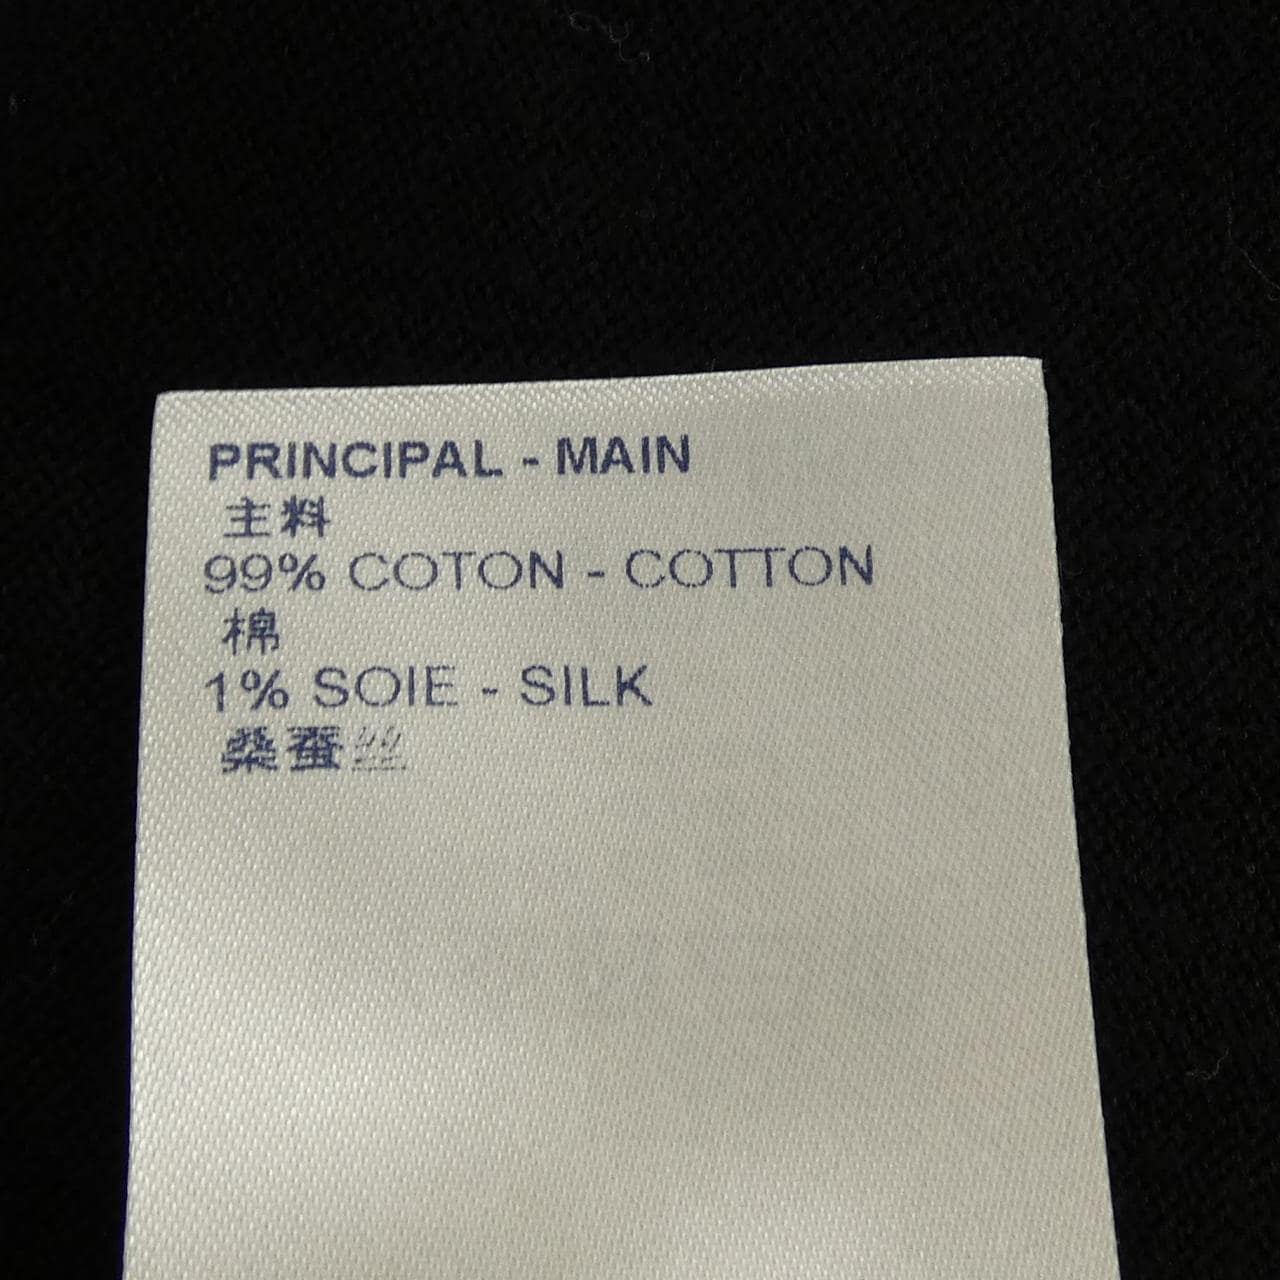 PRINCIPAL - MAIN
主料
99% COTON - COTTON
棉
1% SOIE - SILK
桑蚕丝